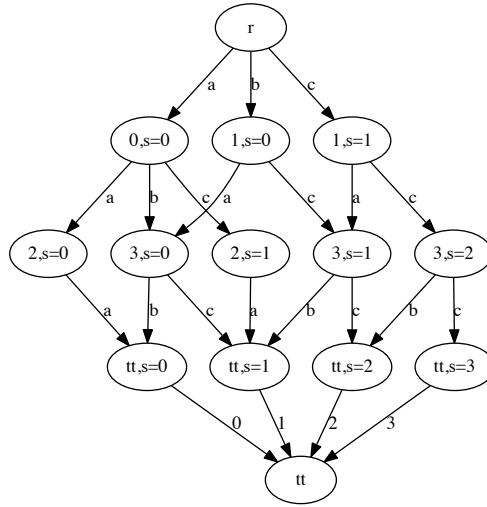 r
a b c
0,s=0 1,s=0 1,s=1
a b c a c a c
2,s=0 3,s=0 2,s=1 3,s=1 3,s=2
a b c a b c b c
tt,s=0 tt,s=1 tt,s=2 tt,s=3
0 1 2 3
tt